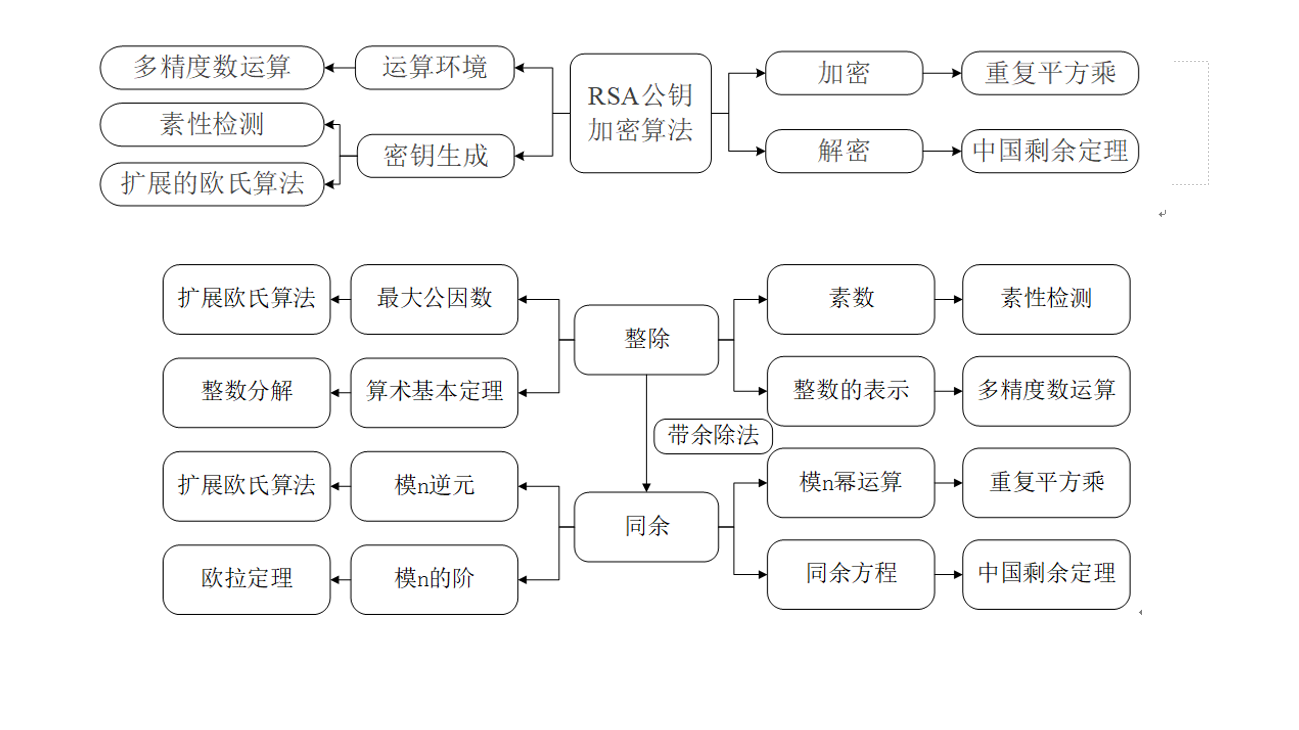 多精度数运算
运算环境
RSA公钥
加密算法
加密
重复平方乘
素性检测
密钥生成
解密
中国剩余定理
扩展的欧氏算法
扩展欧氏算法
最大公因数
整除
素数
素性检测
整数分解
算术基本定理
整数的表示
多精度数运算
带余除法
扩展欧氏算法
模n逆元
同余
模n幂运算
重复平方乘
欧拉定理
模n的阶
同余方程
中国剩余定理